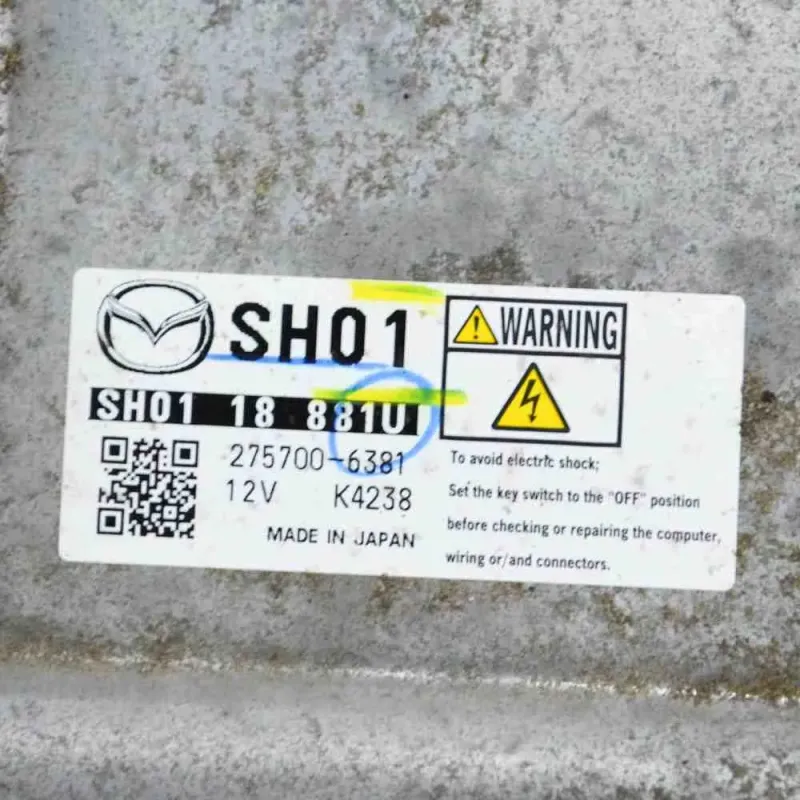 SH01
SH01 18 881U
275700-6381
12V K4238
MADE IN JAPAN
WARNING
To avoid electric shock;
Set the key switch to the "OFF" position
before checking or repairing the computer,
wiring or/and connectors.